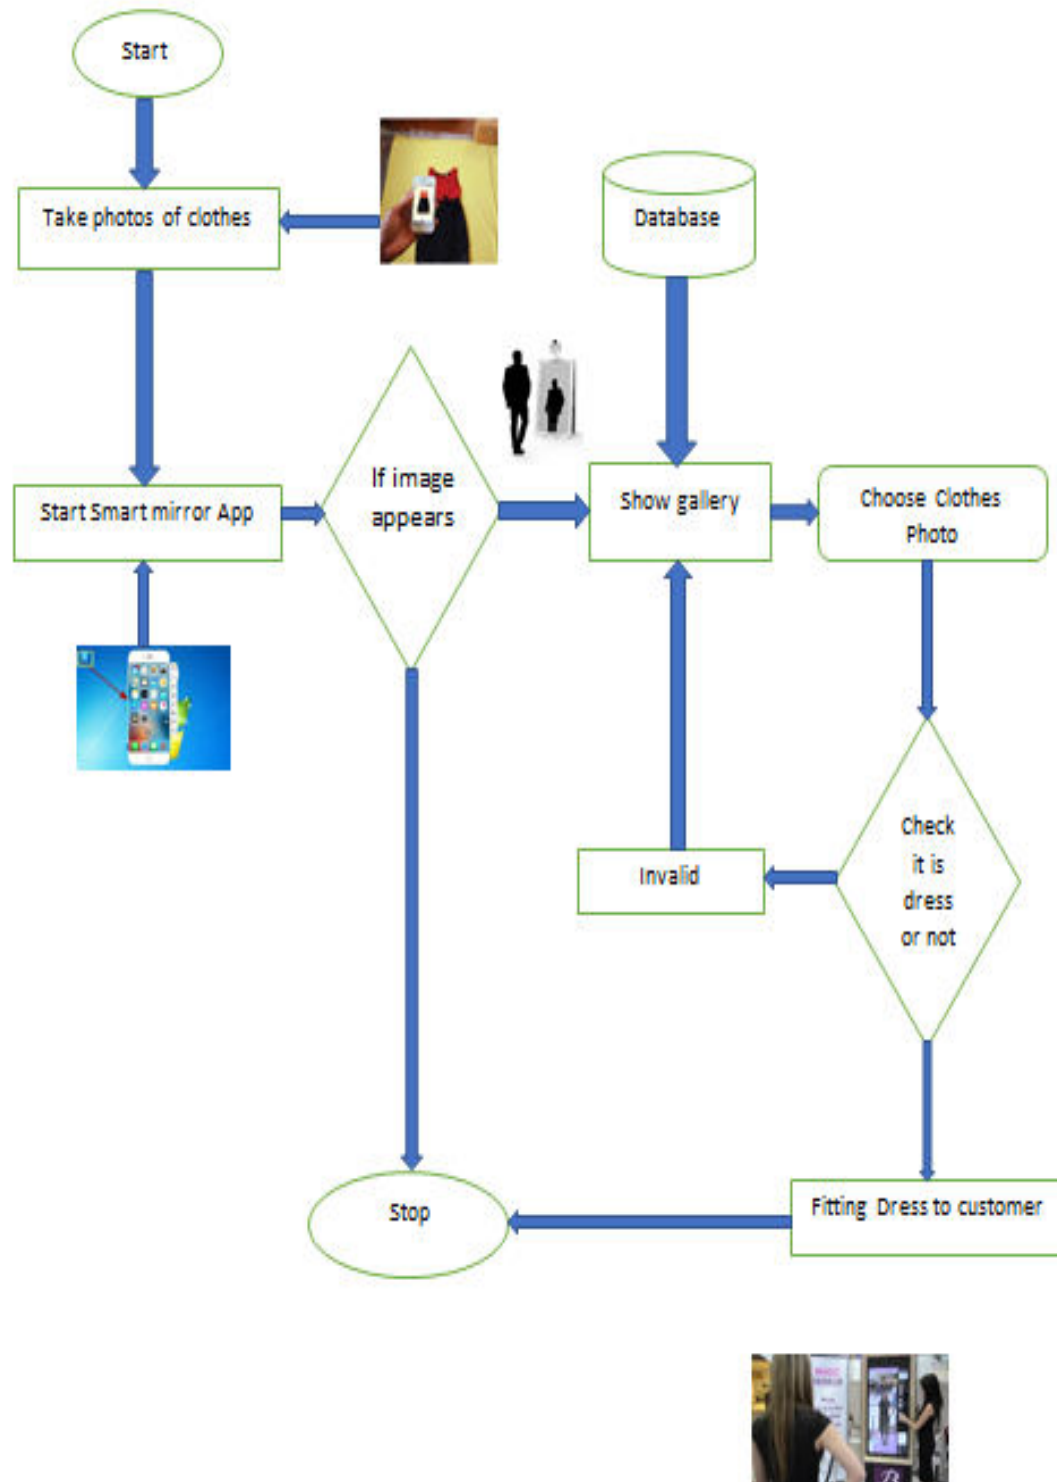 Start
Take photos of clothes
Database
If image
appears
Start Smart mirror App
Show gallery
Choose Clothes
Photo
Check
it is
dress
or not
Invalid
Fitting Dress to customer
Stop